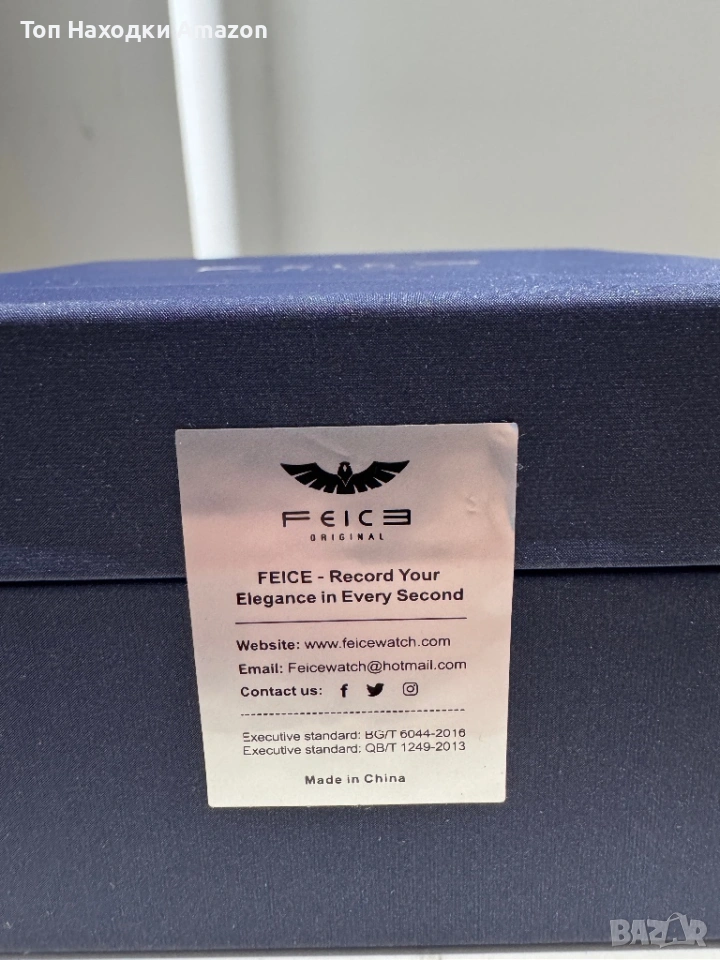 Топ Находки Amazon
FEICE
ORIGINAL
FEICE - Record Your
Elegance in Every Second
Website: www.feicewatch.com
Email: Feicewatch@hotmail.com
Contact us:
Executive standard: BG/T 6044-2016
Executive standard: QB/T 1249-2013
Made in China
BAZAR